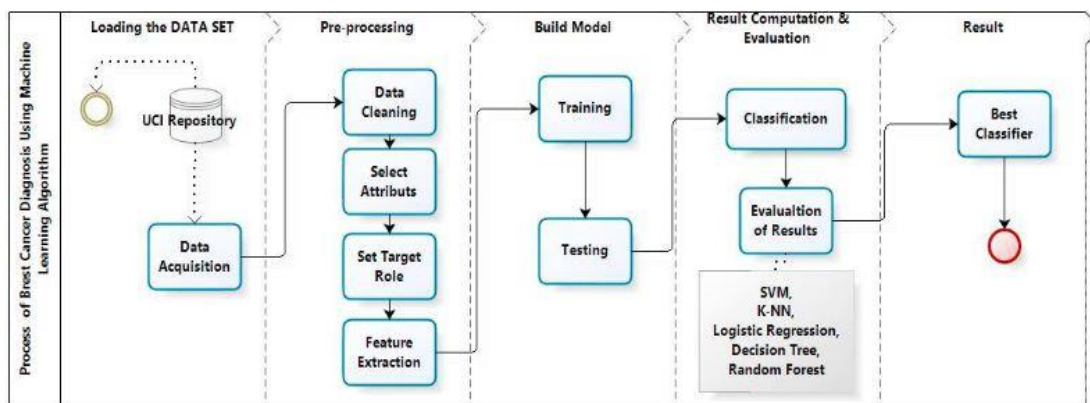 Process of Brest Cancer Diagnosis Using Machine
Learning Algorithm
Loading the DATA SET
UCI Repository
Data
Acquisition
Pre-processing
Data
Cleaning
Select
Attributs
Set Target
Role
Feature
Extraction
Build Model
Training
Testing
Result Computation &
Evaluation
Classification
Evalualtion
of Results
SVM,
K-NN,
Logistic Regression,
Decision Tree,
Random Forest
Result
Best
Classifier